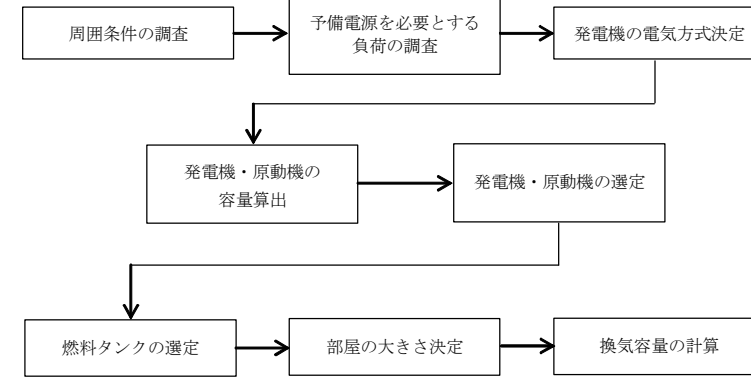 周囲条件の調査
予備電源を必要とする
負荷の調査
発電機の電気方式決定
発電機・原動機の
容量算出
発電機・原動機の選定
燃料タンクの選定
部屋の大きさ決定
換気容量の計算